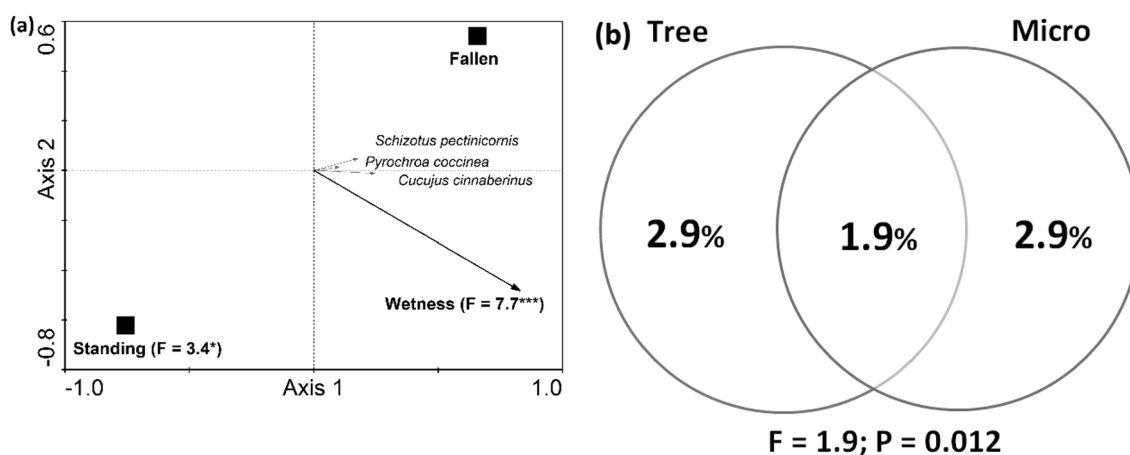 (a)
0.6
Axis 2
-0.8
Fallen
Schizotus pectinicornis
Pyrochroa coccinea
Cucujus cinnaberinus
Wetness (F = 7.7***)
Standing (F = 3.4*)
-1.0
Axis 1
1.0
(b) Tree Micro
2.9% 1.9% 2.9%
F = 1.9; P = 0.012